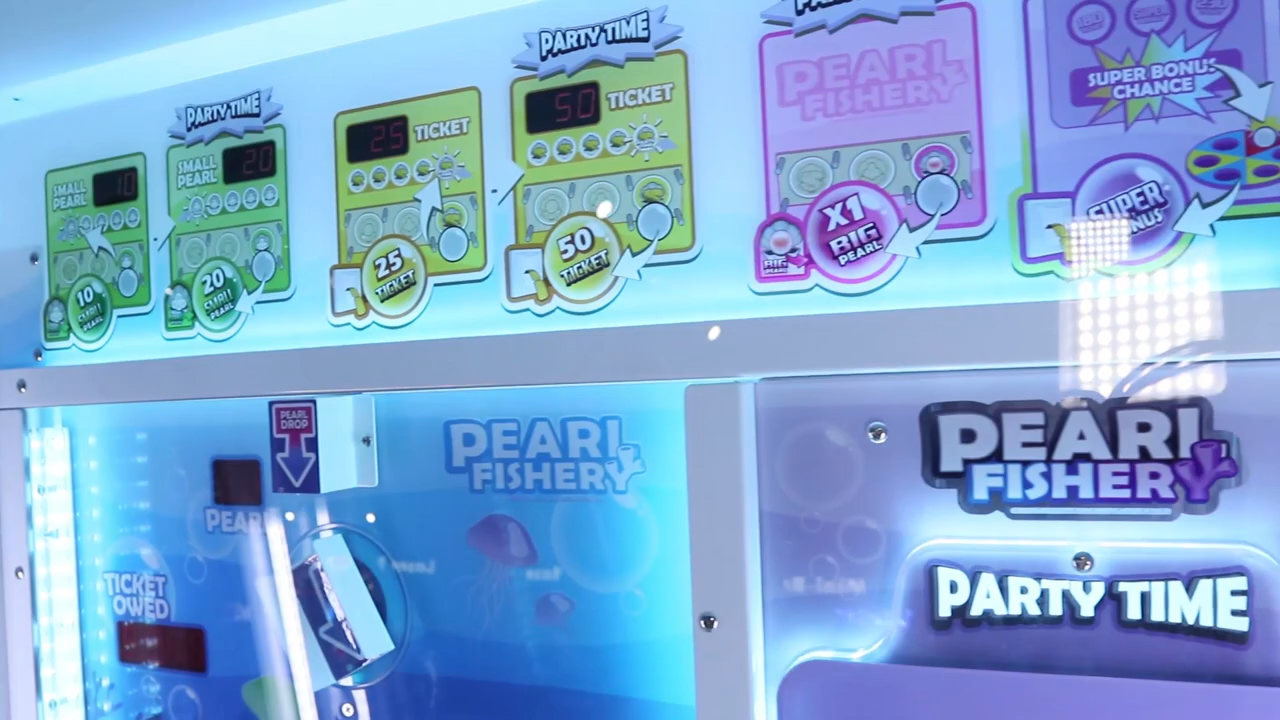 SMALL
PEARL
10
10
SMALL
PEARL
PARTY TIME
SMALL
PEARL
20
20
SMALL
PEARL
25
TICKET
25
TICKET
PARTY TIME
50
TICKET
50
TICKET
PEARL
FISHERY
BIG
X1
BIG
PEARL
SUPER BONUS
CHANCE
SUPER
BONUS
PEARL
DROP
PEARL
TICKET
OWED
PEARL
FISHERY
PEARL
FISHERY
PARTY TIME